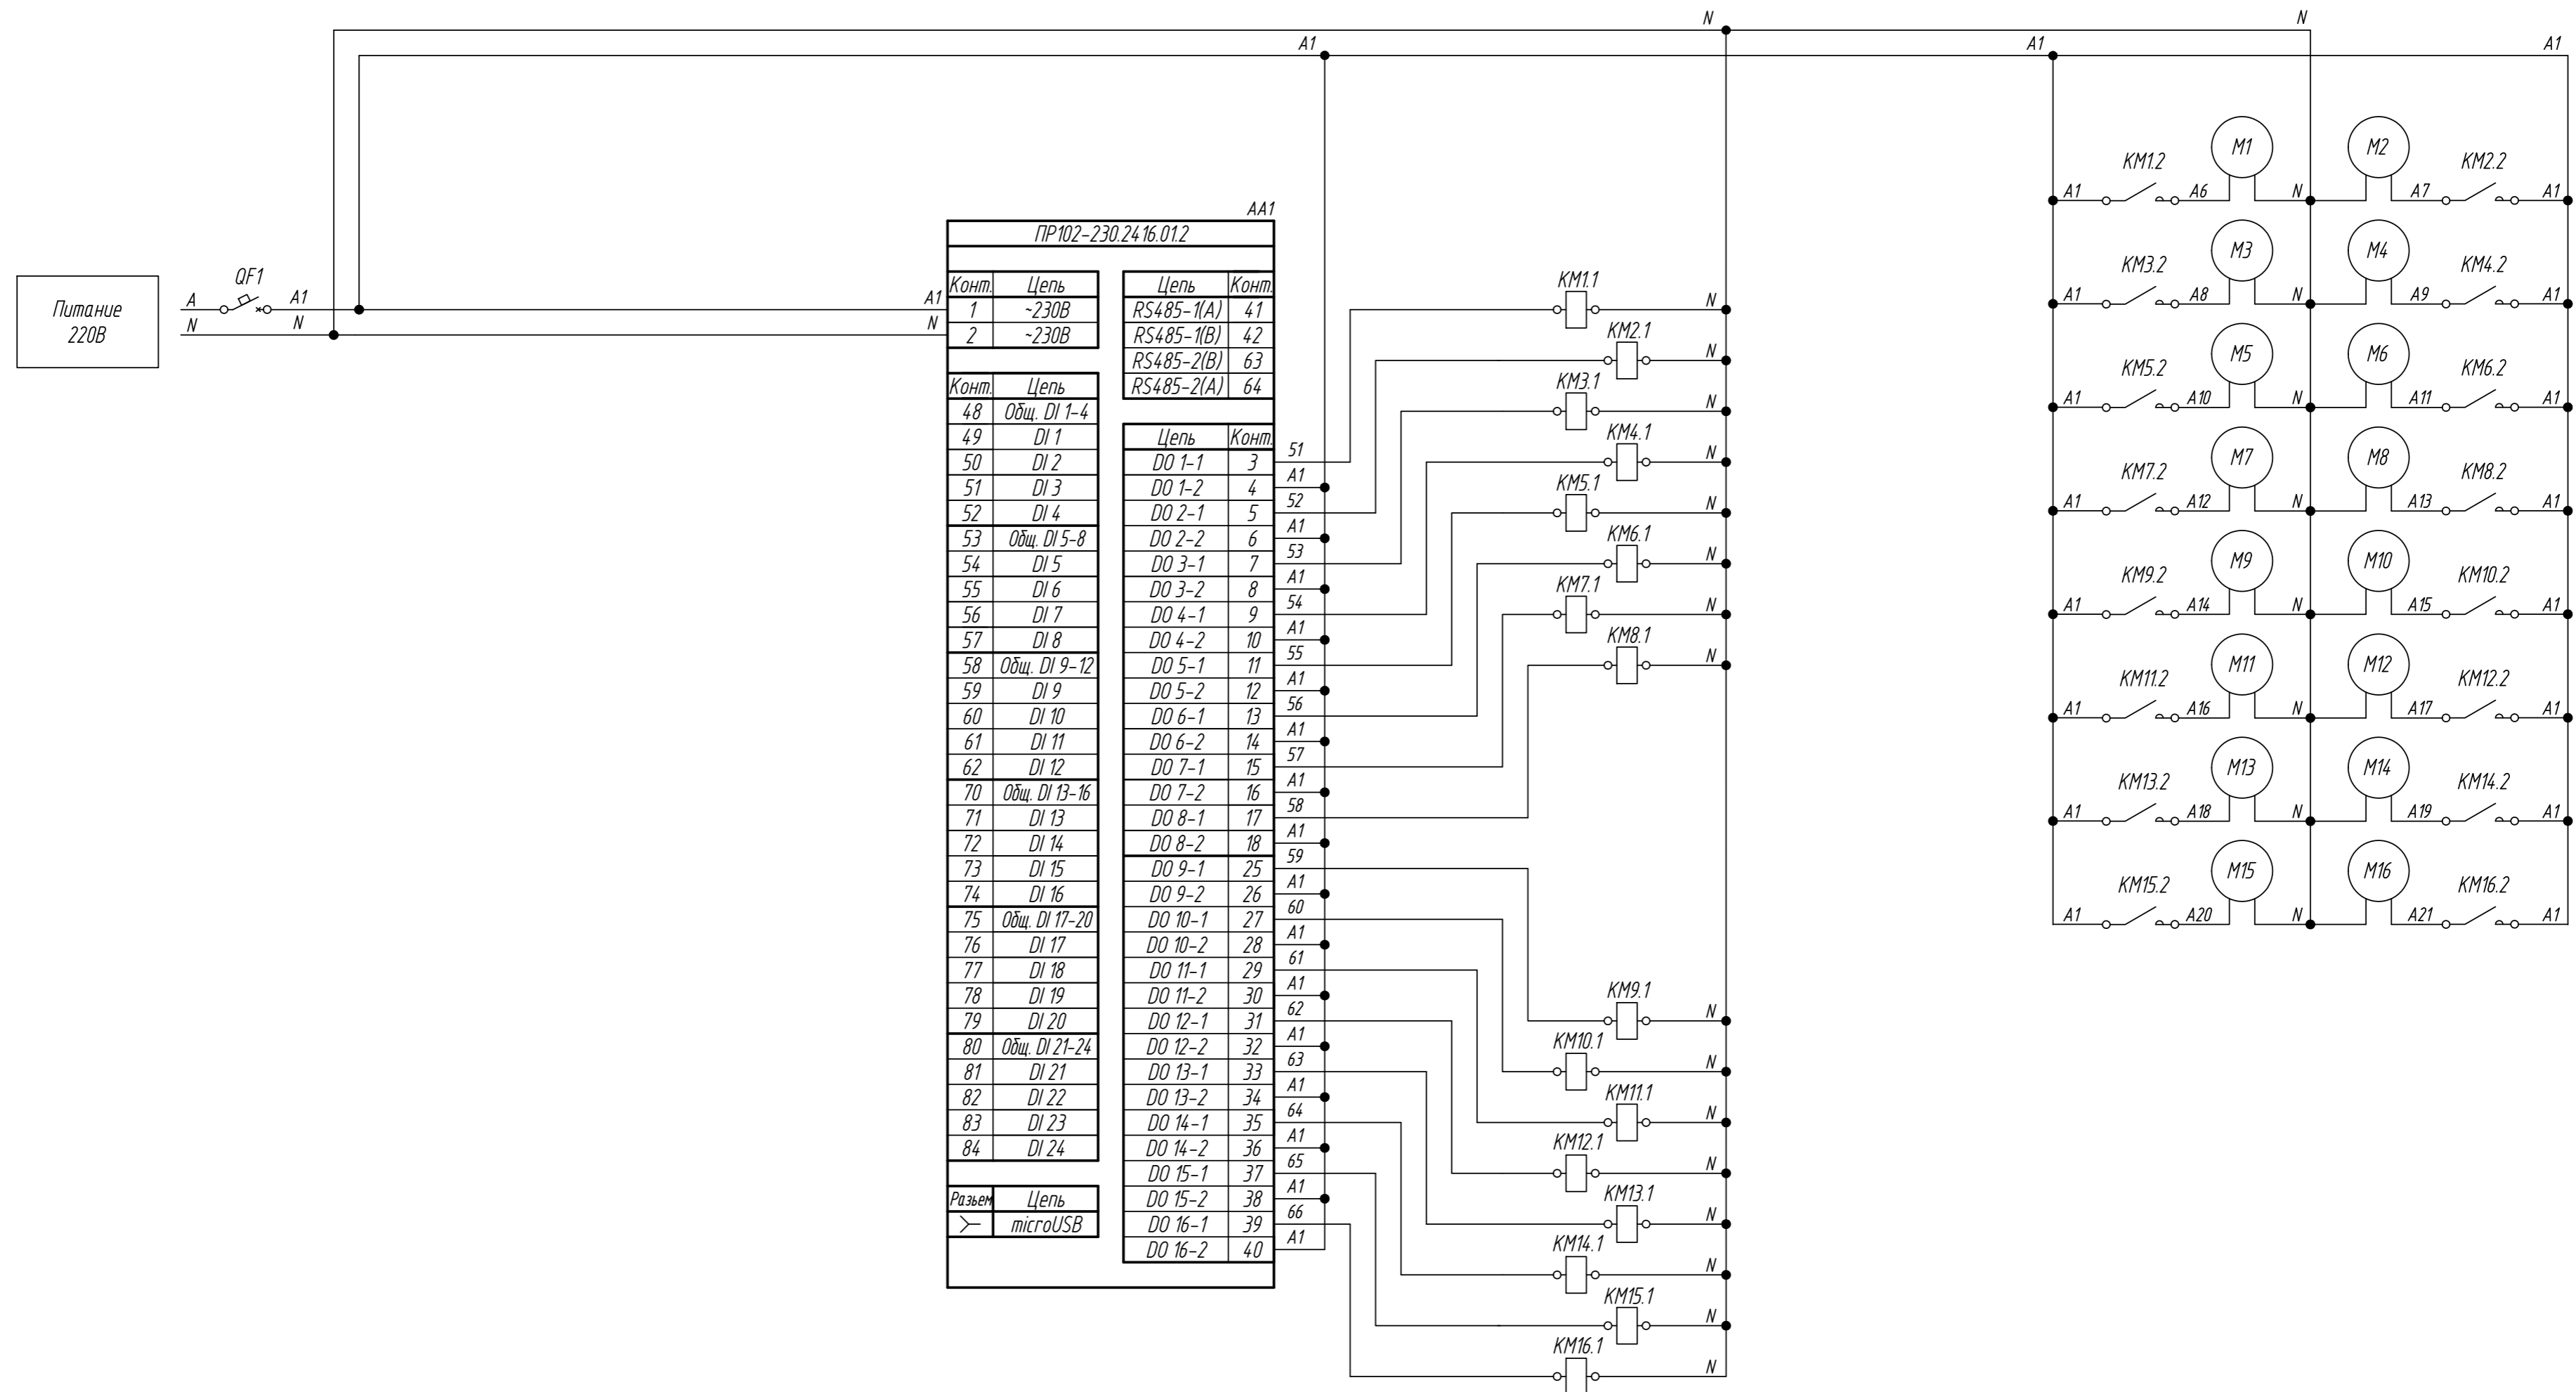 N
N
A1
A1
A1
Питание
220В
A
QF1
A1
N
N
A1
N
AA1
ПР102-230.2416.01.2
Конт. Цепь
1 ~230В
2 ~230В
Конт. Цепь
48 Общ. DI 1-4
49 DI 1
50 DI 2
51 DI 3
52 DI 4
53 Общ. DI 5-8
54 DI 5
55 DI 6
56 DI 7
57 DI 8
58 Общ. DI 9-12
59 DI 9
60 DI 10
61 DI 11
62 DI 12
70 Общ. DI 13-16
71 DI 13
72 DI 14
73 DI 15
74 DI 16
75 Общ. DI 17-20
76 DI 17
77 DI 18
78 DI 19
79 DI 20
80 Общ. DI 21-24
81 DI 21
82 DI 22
83 DI 23
84 DI 24
Разьем Цепь
microUSB
Цепь Конт.
RS485-1(A) 41
RS485-1(B) 42
RS485-2(B) 63
RS485-2(A) 64
Цепь Конт.
DO 1-1 3 51
DO 1-2 4 A1
DO 2-1 5 52
DO 2-2 6 A1
DO 3-1 7 53
DO 3-2 8 A1
DO 4-1 9 54
DO 4-2 10 A1
DO 5-1 11 55
DO 5-2 12 A1
DO 6-1 13 56
DO 6-2 14 A1
DO 7-1 15 57
DO 7-2 16 A1
DO 8-1 17 58
DO 8-2 18 A1
DO 9-1 25 59
DO 9-2 26 A1
DO 10-1 27 60
DO 10-2 28 A1
DO 11-1 29 61
DO 11-2 30 A1
DO 12-1 31 62
DO 12-2 32 A1
DO 13-1 33 63
DO 13-2 34 A1
DO 14-1 35 64
DO 14-2 36 A1
DO 15-1 37 65
DO 15-2 38 A1
DO 16-1 39 66
DO 16-2 40 A1
KM1.1 N
KM2.1 N
KM3.1 N
KM4.1 N
KM5.1 N
KM6.1 N
KM7.1 N
KM8.1 N
KM9.1 N
KM10.1 N
KM11.1 N
KM12.1 N
KM13.1 N
KM14.1 N
KM15.1 N
KM16.1 N
KM1.2 M1 M2 KM2.2
A1 A6 N A7 A1
KM3.2 M3 M4 KM4.2
A1 A8 N A9 A1
KM5.2 M5 M6 KM6.2
A1 A10 N A11 A1
KM7.2 M7 M8 KM8.2
A1 A12 N A13 A1
KM9.2 M9 M10 KM10.2
A1 A14 N A15 A1
KM11.2 M11 M12 KM12.2
A1 A16 N A17 A1
KM13.2 M13 M14 KM14.2
A1 A18 N A19 A1
KM15.2 M15 M16 KM16.2
A1 A20 N A21 A1